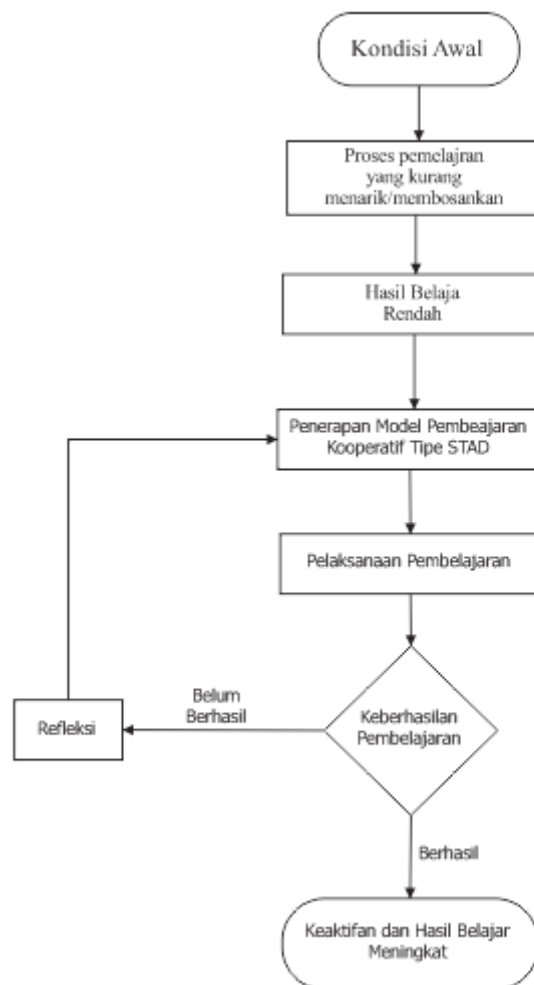 Kondisi Awal
Proses pemelajran
yang kurang
menarik/membosankan
Hasil Belaja
Rendah
Penerapan Model Pembeajaran
Kooperatif Tipe STAD
Pelaksanaan Pembelajaran
Keberhasilan
Pembelajaran
Belum
Berhasil
Refleksi
Berhasil
Keaktifan dan Hasil Belajar
Meningkat